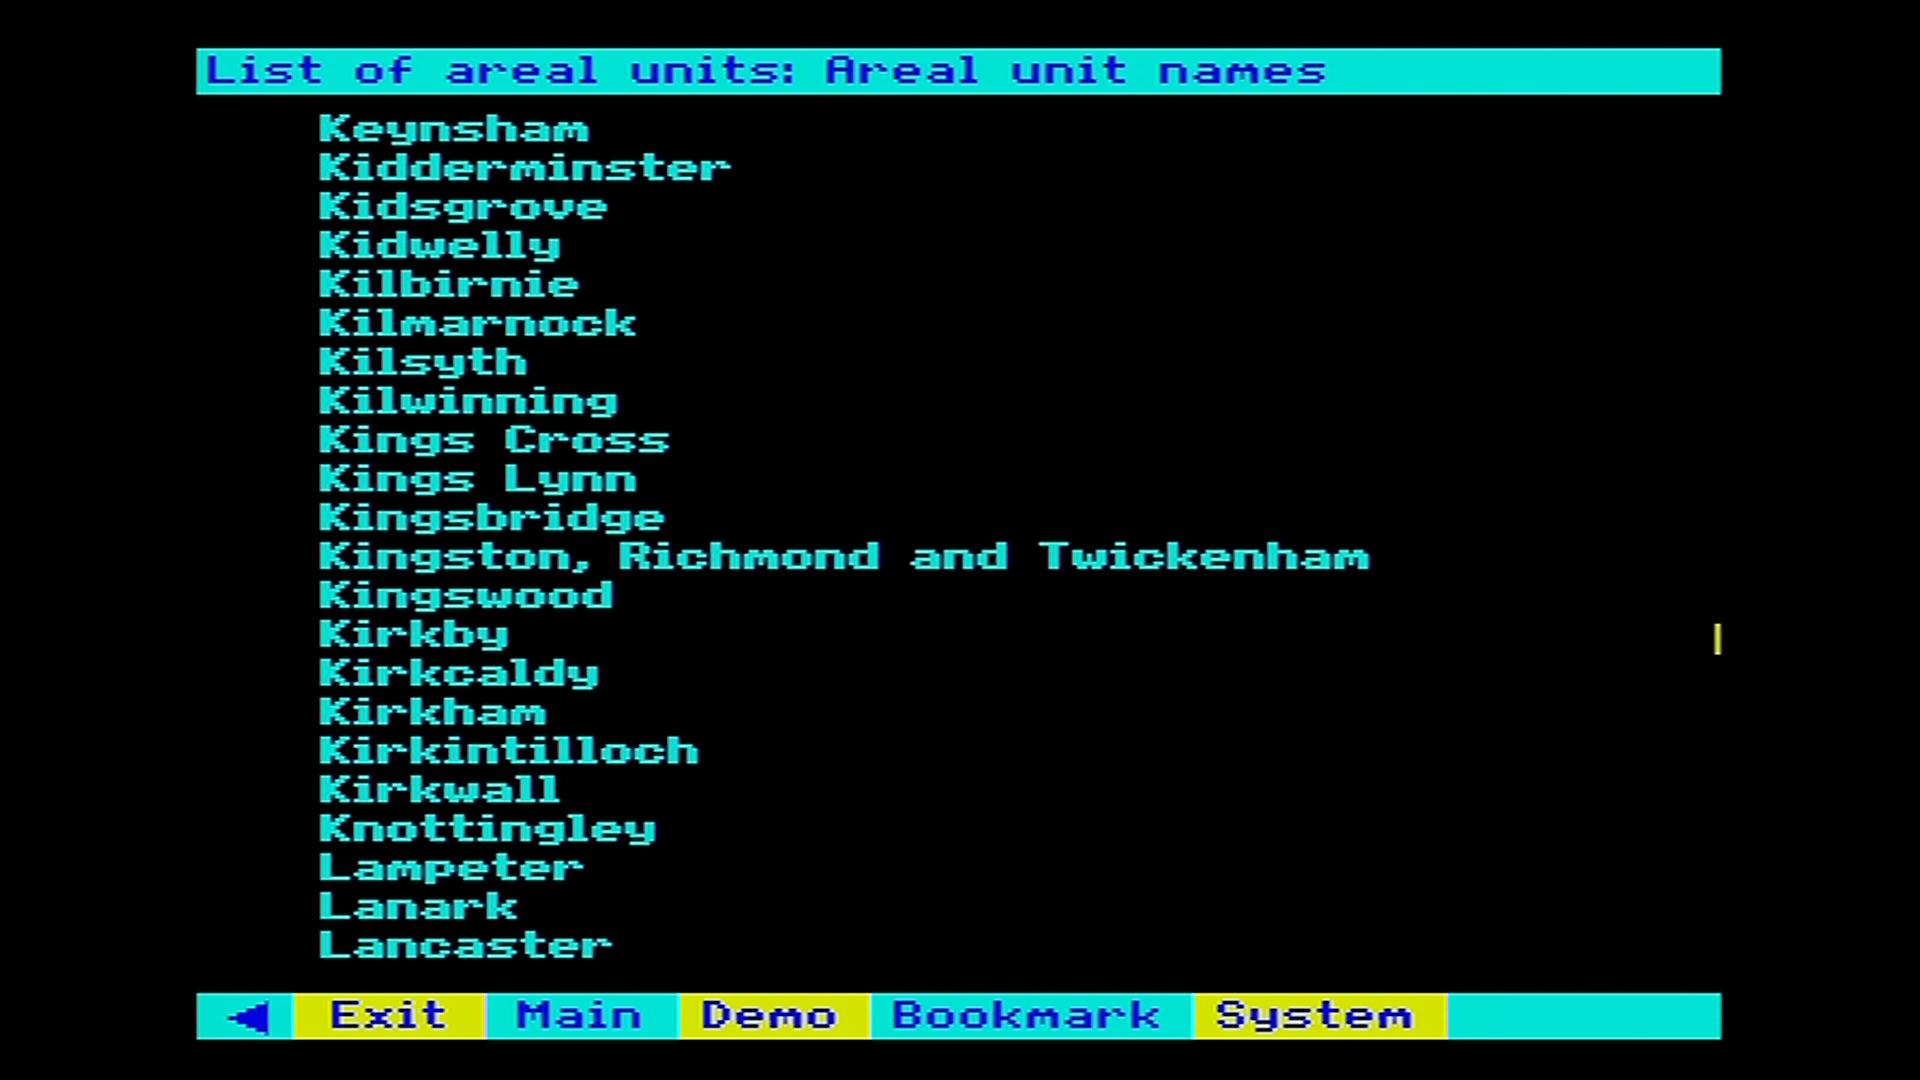 List of areal units: Areal unit names
Keynsham
Kidderminster
Kidsgrove
Kidwelly
Kilbirnie
Kilmarnock
Kilsyth
Kilwinning
Kings Cross
Kings Lynn
Kingsbridge
Kingston, Richmond and Twickenham
Kingswood
Kirkby
Kirkcaldy
Kirkham
Kirkintilloch
Kirkwall
Knottingley
Lampeter
Lanark
Lancaster
Exit Main Demo Bookmark System